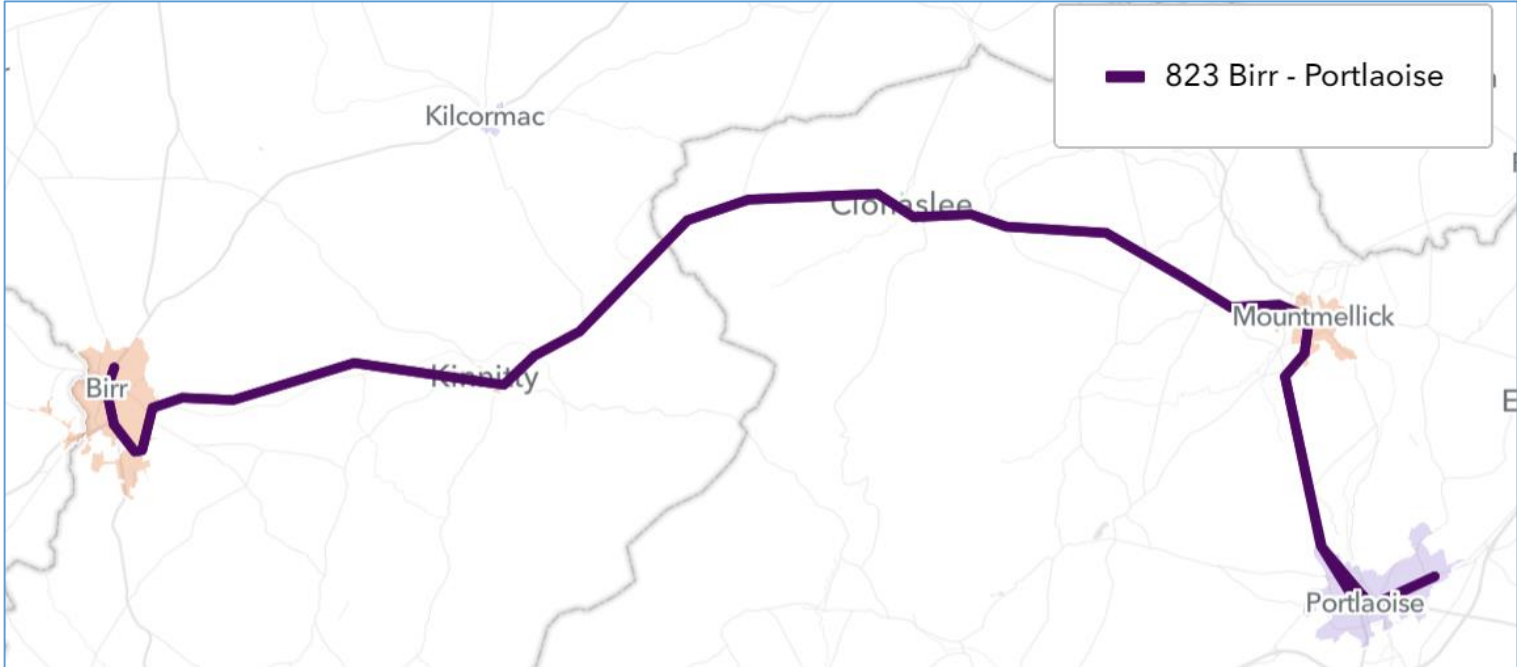 823 Birr - Portlaoise
Kilcormac
Clonaslee
Mountmellick
Birr
Kinnitty
Portlaoise